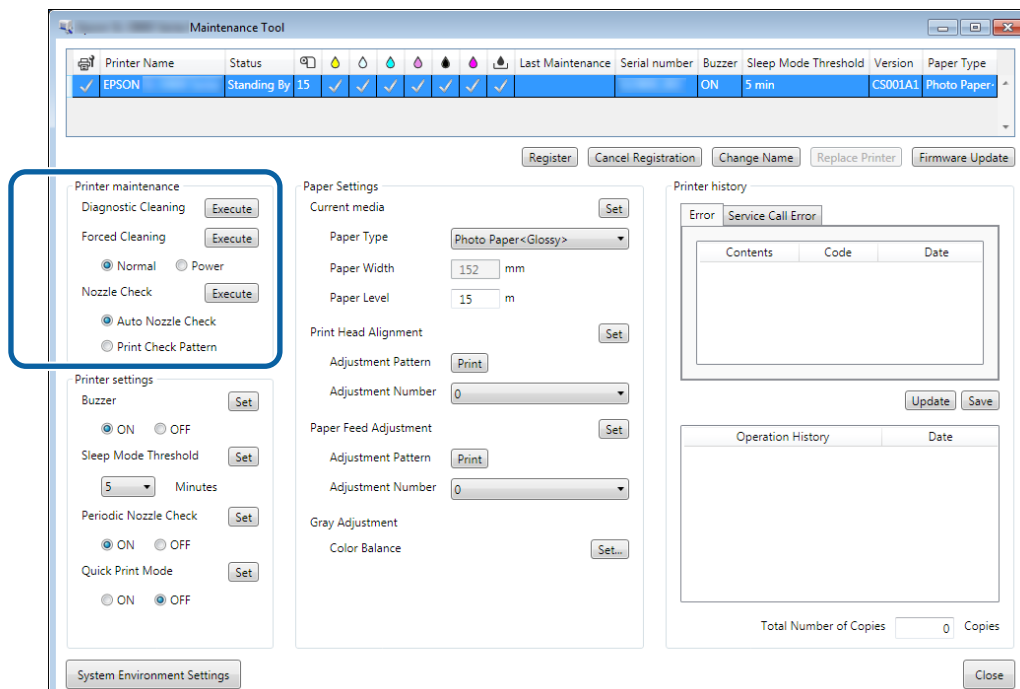 Maintenance Tool
Printer Name Status Last Maintenance Serial number Buzzer Sleep Mode Threshold Version Paper Type
EPSON Standing By 15 ON 5 min CS001A1 Photo Paper-
Register Cancel Registration Change Name Replace Printer Firmware Update
Printer maintenance
Diagnostic Cleaning Execute
Forced Cleaning Execute
Normal Power
Nozzle Check Execute
Auto Nozzle Check
Print Check Pattern
Printer settings
Buzzer Set
ON OFF
Sleep Mode Threshold Set
5 Minutes
Periodic Nozzle Check Set
ON OFF
Quick Print Mode Set
ON OFF
Paper Settings
Current media Set
Paper Type Photo Paper<Glossy>
Paper Width 152 mm
Paper Level 15 m
Print Head Alignment Set
Adjustment Pattern Print
Adjustment Number 0
Paper Feed Adjustment Set
Adjustment Pattern Print
Adjustment Number 0
Gray Adjustment
Color Balance Set...
Printer history
Error Service Call Error
Contents Code Date
Update Save
Operation History Date
Total Number of Copies 0 Copies
System Environment Settings Close